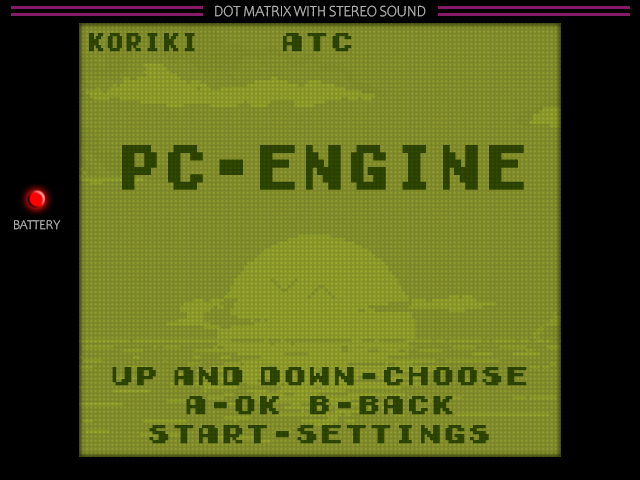 DOT MATRIX WITH STEREO SOUND
KORIKI ATC
PC-ENGINE
BATTERY
UP AND DOWN-CHOOSE
A-OK B-BACK
START-SETTINGS